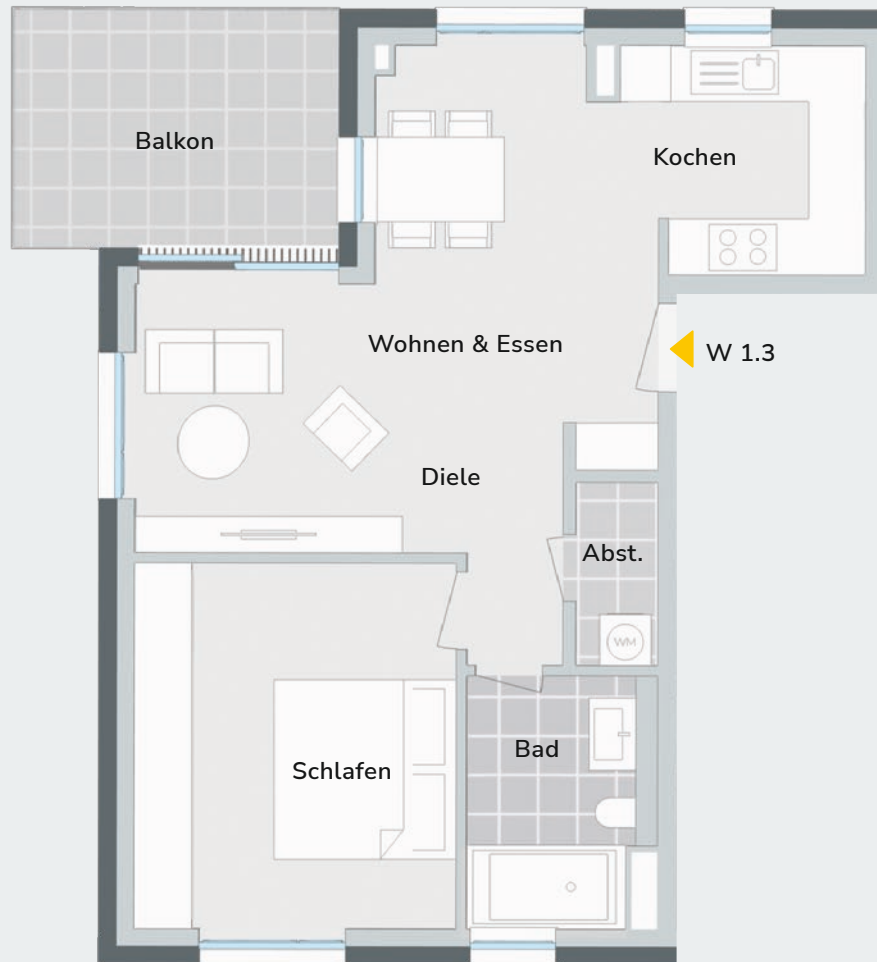 Balkon
Kochen
Wohnen & Essen
W 1.3
Diele
Abst.
WM
Schlafen
Bad